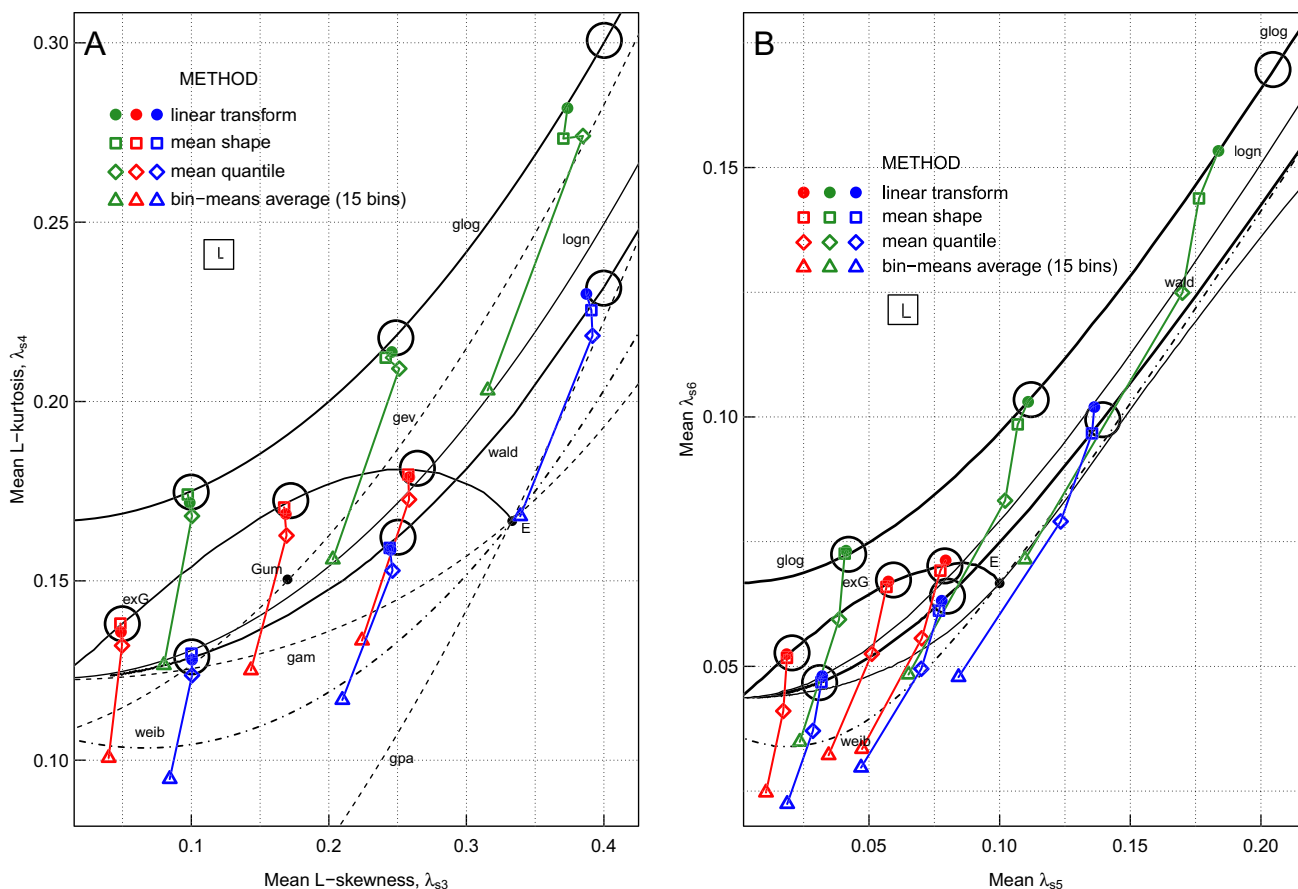 A
METHOD
linear transform
mean shape
mean quantile
bin−means average (15 bins)
L
glog
logn
gev
wald
E
Gum
exG
gam
weib
gpa
0.30
0.25
0.20
0.15
0.10
0.1
0.2
0.3
0.4
Mean L−kurtosis, λs4
Mean L−skewness, λs3
B
glog
METHOD
linear transform
mean shape
mean quantile
bin−means average (15 bins)
L
logn
wald
glog
exG
E
weib
0.15
0.10
0.05
0.05
0.10
0.15
0.20
Mean λs6
Mean λs5